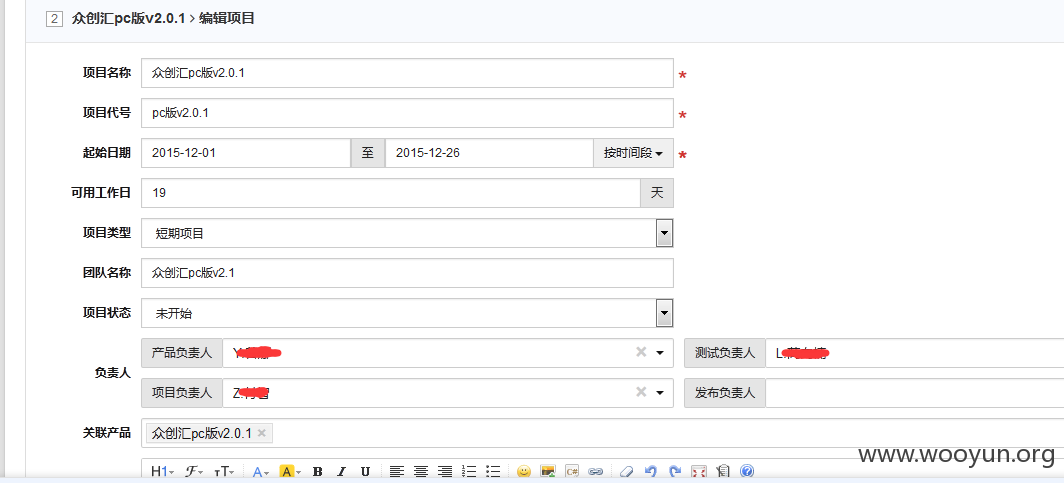 2 众创汇pc版v2.0.1 > 编辑项目
项目名称 众创汇pc版v2.0.1 *
项目代号 pc版v2.0.1 *
起始日期 2015-12-01 至 2015-12-26 按时间段 *
可用工作日 19 天
项目类型 短期项目
团队名称 众创汇pc版v2.1
项目状态 未开始
负责人
产品负责人 Y: 测试负责人 L:
项目负责人 Z: 发布负责人
关联产品 众创汇pc版v2.0.1 ×
H1 F TT A A B I U C#
www.wooyun.org